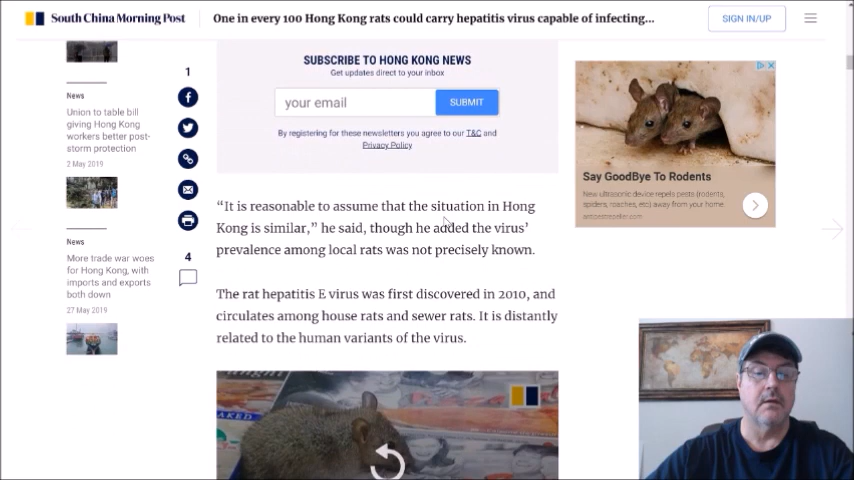 South China Morning Post
One in every 100 Hong Kong rats could carry hepatitis virus capable of infecting...
SIGN IN/UP
News
Union to table bill
giving Hong Kong
workers better post-
storm protection
2 May 2019
News
More trade war woes
for Hong Kong, with
imports and exports
both down
27 May 2019
1
4
SUBSCRIBE TO HONG KONG NEWS
Get updates direct to your inbox
your email
SUBMIT
By registering for these newsletters you agree to our T&C and
Privacy Policy
“It is reasonable to assume that the situation in Hong
Kong is similar,” he said, though he added the virus’
prevalence among local rats was not precisely known.
The rat hepatitis E virus was first discovered in 2010, and
circulates among house rats and sewer rats. It is distantly
related to the human variants of the virus.
Say GoodBye To Rodents
New ultrasonic device repels pests (rodents,
spiders, roaches, etc) away from your home